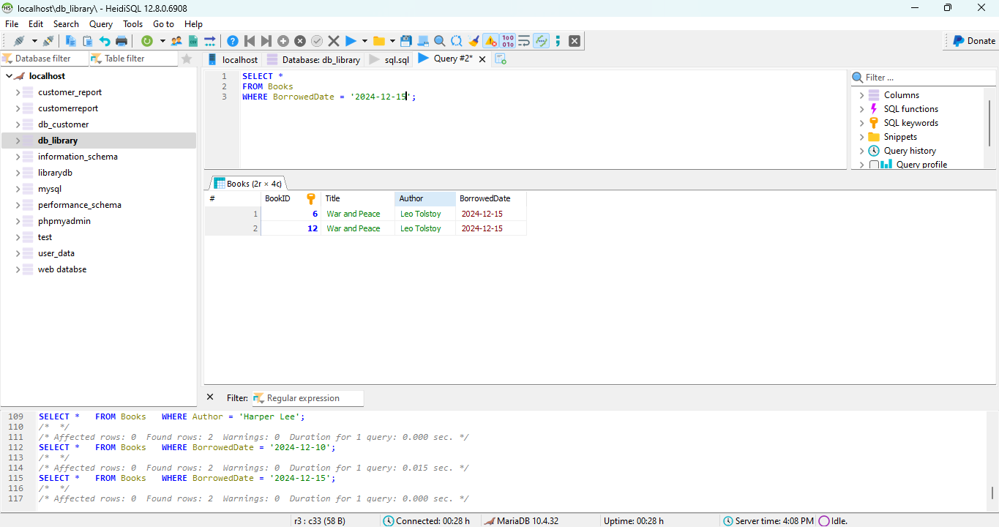 localhost\db_library\ - HeidiSQL 12.8.0.6908
File Edit Search Query Tools Go to Help
Donate
Database filter Table filter
localhost Database: db_library sql.sql Query #2*
localhost
customer_report
customerreport
db_customer
db_library
information_schema
librarydb
mysql
performance_schema
phpmyadmin
test
user_data
web databse
1 SELECT *
2 FROM Books
3 WHERE BorrowedDate = '2024-12-15';
Filter ...
Columns
SQL functions
SQL keywords
Snippets
Query history
Query profile
Books (2r × 4c)
# BookID Title Author BorrowedDate
1 6 War and Peace Leo Tolstoy 2024-12-15
2 12 War and Peace Leo Tolstoy 2024-12-15
Filter: Regular expression
109 SELECT * FROM Books WHERE Author = 'Harper Lee';
110 /* */
111 /* Affected rows: 0 Found rows: 2 Warnings: 0 Duration for 1 query: 0.000 sec. */
112 SELECT * FROM Books WHERE BorrowedDate = '2024-12-10';
113 /* */
114 /* Affected rows: 0 Found rows: 2 Warnings: 0 Duration for 1 query: 0.015 sec. */
115 SELECT * FROM Books WHERE BorrowedDate = '2024-12-15';
116 /* */
117 /* Affected rows: 0 Found rows: 2 Warnings: 0 Duration for 1 query: 0.000 sec. */
r3 : c33 (58 B) Connected: 00:28 h MariaDB 10.4.32 Uptime: 00:28 h Server time: 4:08 PM Idle.